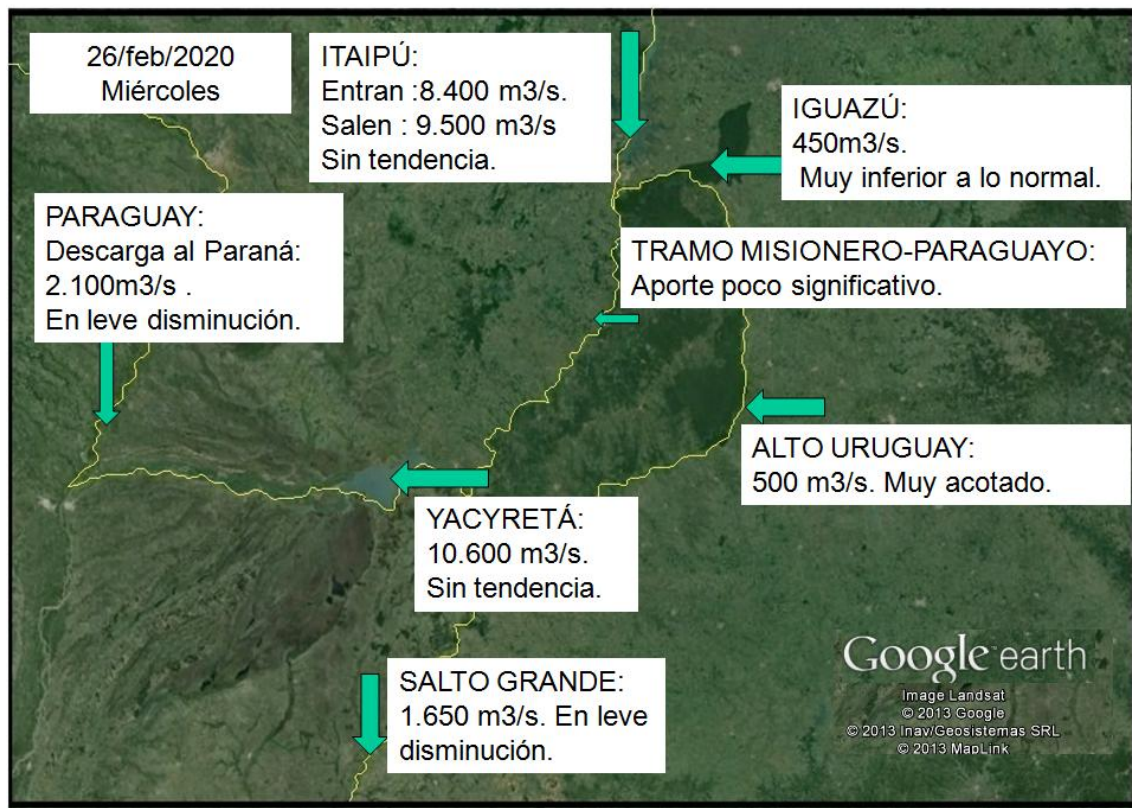 26/feb/2020
Miércoles
ITAIPÚ:
Entran :8.400 m3/s.
Salen : 9.500 m3/s
Sin tendencia.
IGUAZÚ:
450m3/s.
Muy inferior a lo normal.
PARAGUAY:
Descarga al Paraná:
2.100m3/s .
En leve disminución.
TRAMO MISIONERO-PARAGUAYO:
Aporte poco significativo.
ALTO URUGUAY:
500 m3/s. Muy acotado.
YACYRETÁ:
10.600 m3/s.
Sin tendencia.
SALTO GRANDE:
1.650 m3/s. En leve
disminución.
Google earth
Image Landsat
© 2013 Google
© 2013 Inav/Geosistemas SRL
© 2013 MapLink